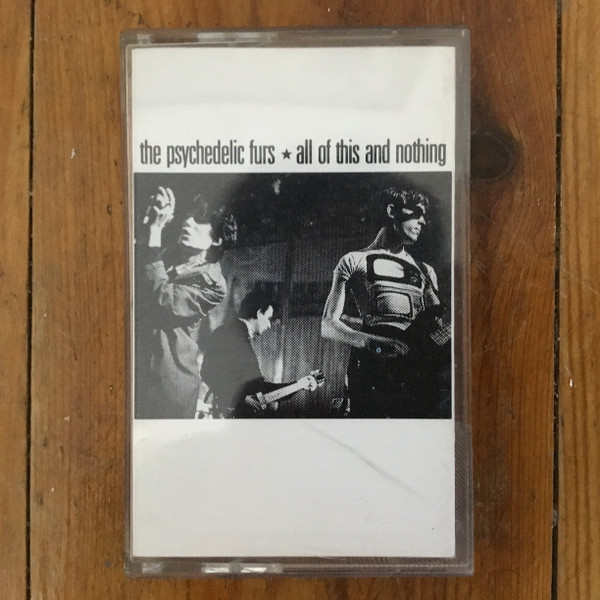 the psychedelic furs ★ all of this and nothing